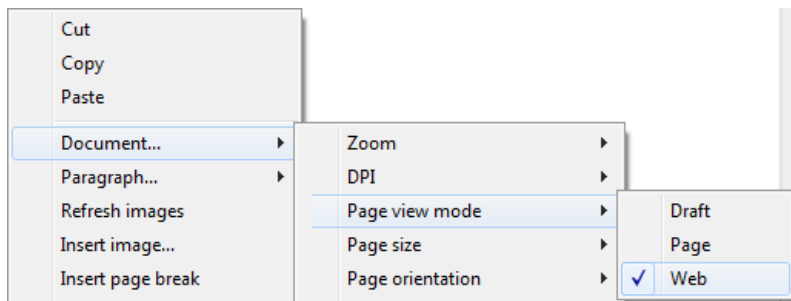 Cut
Copy
Paste
Document...
Paragraph...
Refresh images
Insert image...
Insert page break
Zoom
DPI
Page view mode
Page size
Page orientation
Draft
Page
Web